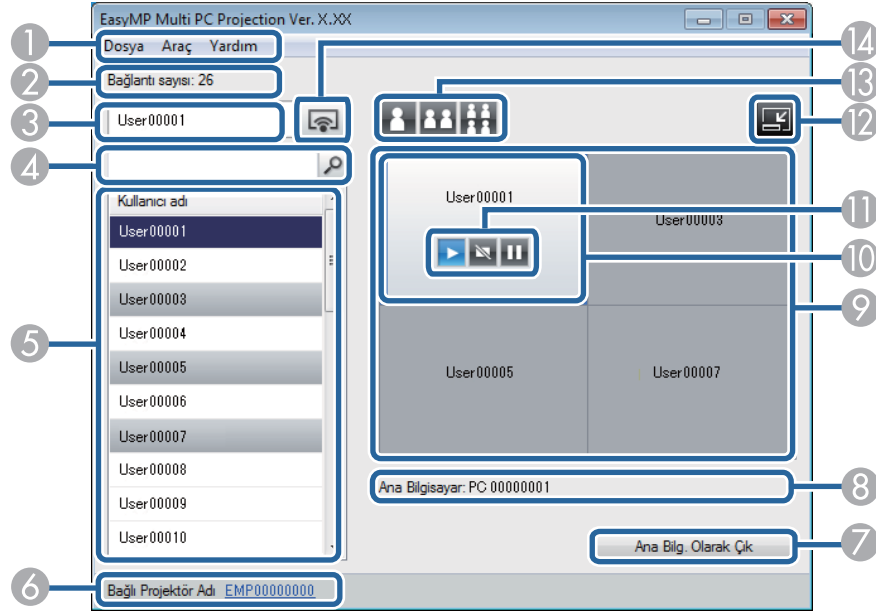 EasyMP Multi PC Projection Ver. X.XX
1 Dosya Araç Yardım 14
2 Bağlantı sayısı: 26 13
3 User00001 12
4
Kullanıcı adı
User00001
User00002
User00003
User00004
5 User00005
User00006
User00007
User00008
User00009
User00010
6 Bağlı Projektör Adı EMP00000000
User00001 11
User00003
10
9
User00005 User00007
Ana Bilgisayar: PC 00000001 8
Ana Bilg. Olarak Çık 7